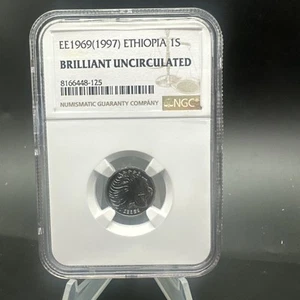 EE1969(1997) ETHIOPIA 1S
BRILLIANT UNCIRCULATED
8166448-125
NUMISMATIC GUARANTY COMPANY
NGC